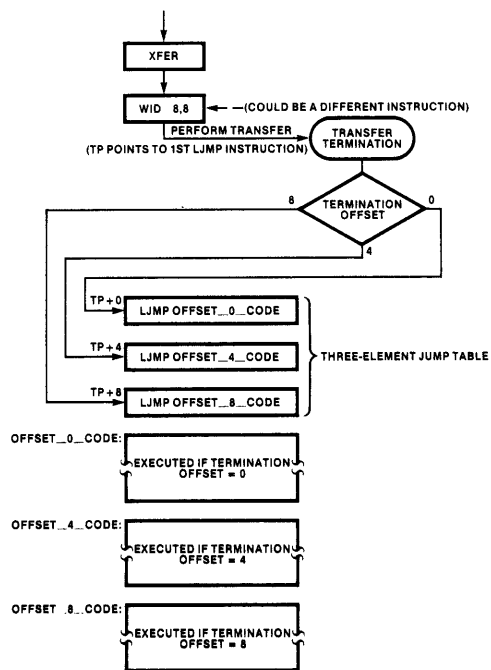 XFER
WID 8,8
—(COULD BE A DIFFERENT INSTRUCTION)
PERFORM TRANSFER
(TP POINTS TO 1ST LJMP INSTRUCTION)
TRANSFER
TERMINATION
8
TERMINATION
OFFSET
0
4
TP+0
LJMP OFFSET_0_CODE
TP+4
LJMP OFFSET_4_CODE
THREE-ELEMENT JUMP TABLE
TP+8
LJMP OFFSET_8_CODE
OFFSET_0_CODE:
EXECUTED IF TERMINATION
OFFSET = 0
OFFSET_4_CODE:
EXECUTED IF TERMINATION
OFFSET = 4
OFFSET_8_CODE:
EXECUTED IF TERMINATION
OFFSET = 8